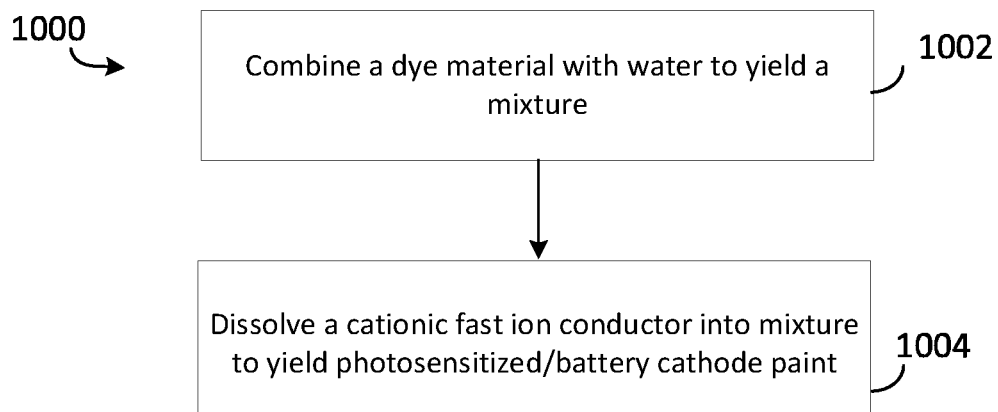 1000
1002
Combine a dye material with water to yield a
mixture
Dissolve a cationic fast ion conductor into mixture
to yield photosensitized/battery cathode paint
1004